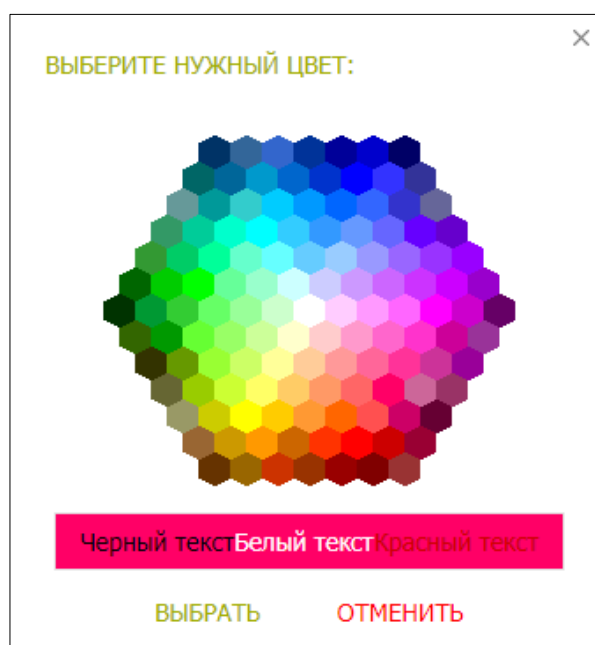 ВЫБЕРИТЕ НУЖНЫЙ ЦВЕТ:
Черный текстБелый текстКрасный текст
ВЫБРАТЬ ОТМЕНИТЬ